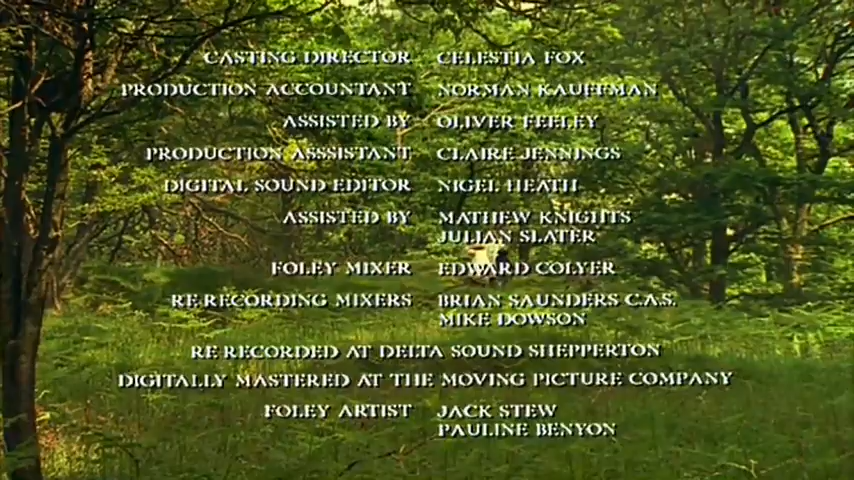 CASTING DIRECTOR CELESTIA FOX
PRODUCTION ACCOUNTANT NORMAN KAUFFMAN
ASSISTED BY OLIVER FEELEY
PRODUCTION ASSSISTANT CLAIRE JENNINGS
DIGITAL SOUND EDITOR NIGEL HEATH
ASSISTED BY MATHEW KNIGHTS
JULIAN SLATER
FOLEY MIXER EDWARD COLYER
RE-RECORDING MIXERS BRIAN SAUNDERS C.A.S.
MIKE DOWSON
RE RECORDED AT DELTA SOUND SHEPPERTON
DIGITALLY MASTERED AT THE MOVING PICTURE COMPANY
FOLEY ARTIST JACK STEW
PAULINE BENYON